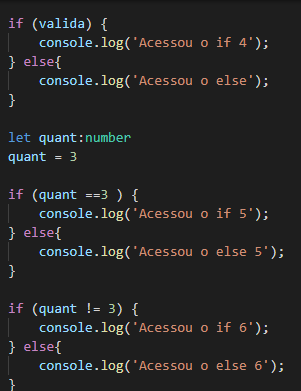 if (valida) {
    console.log('Acessou o if 4');
} else{
    console.log('Acessou o else');
}

let quant:number
quant = 3

if (quant ==3 ) {
    console.log('Acessou o if 5');
} else{
    console.log('Acessou o else 5');
}

if (quant != 3) {
    console.log('Acessou o if 6');
} else{
    console.log('Acessou o else 6');
}